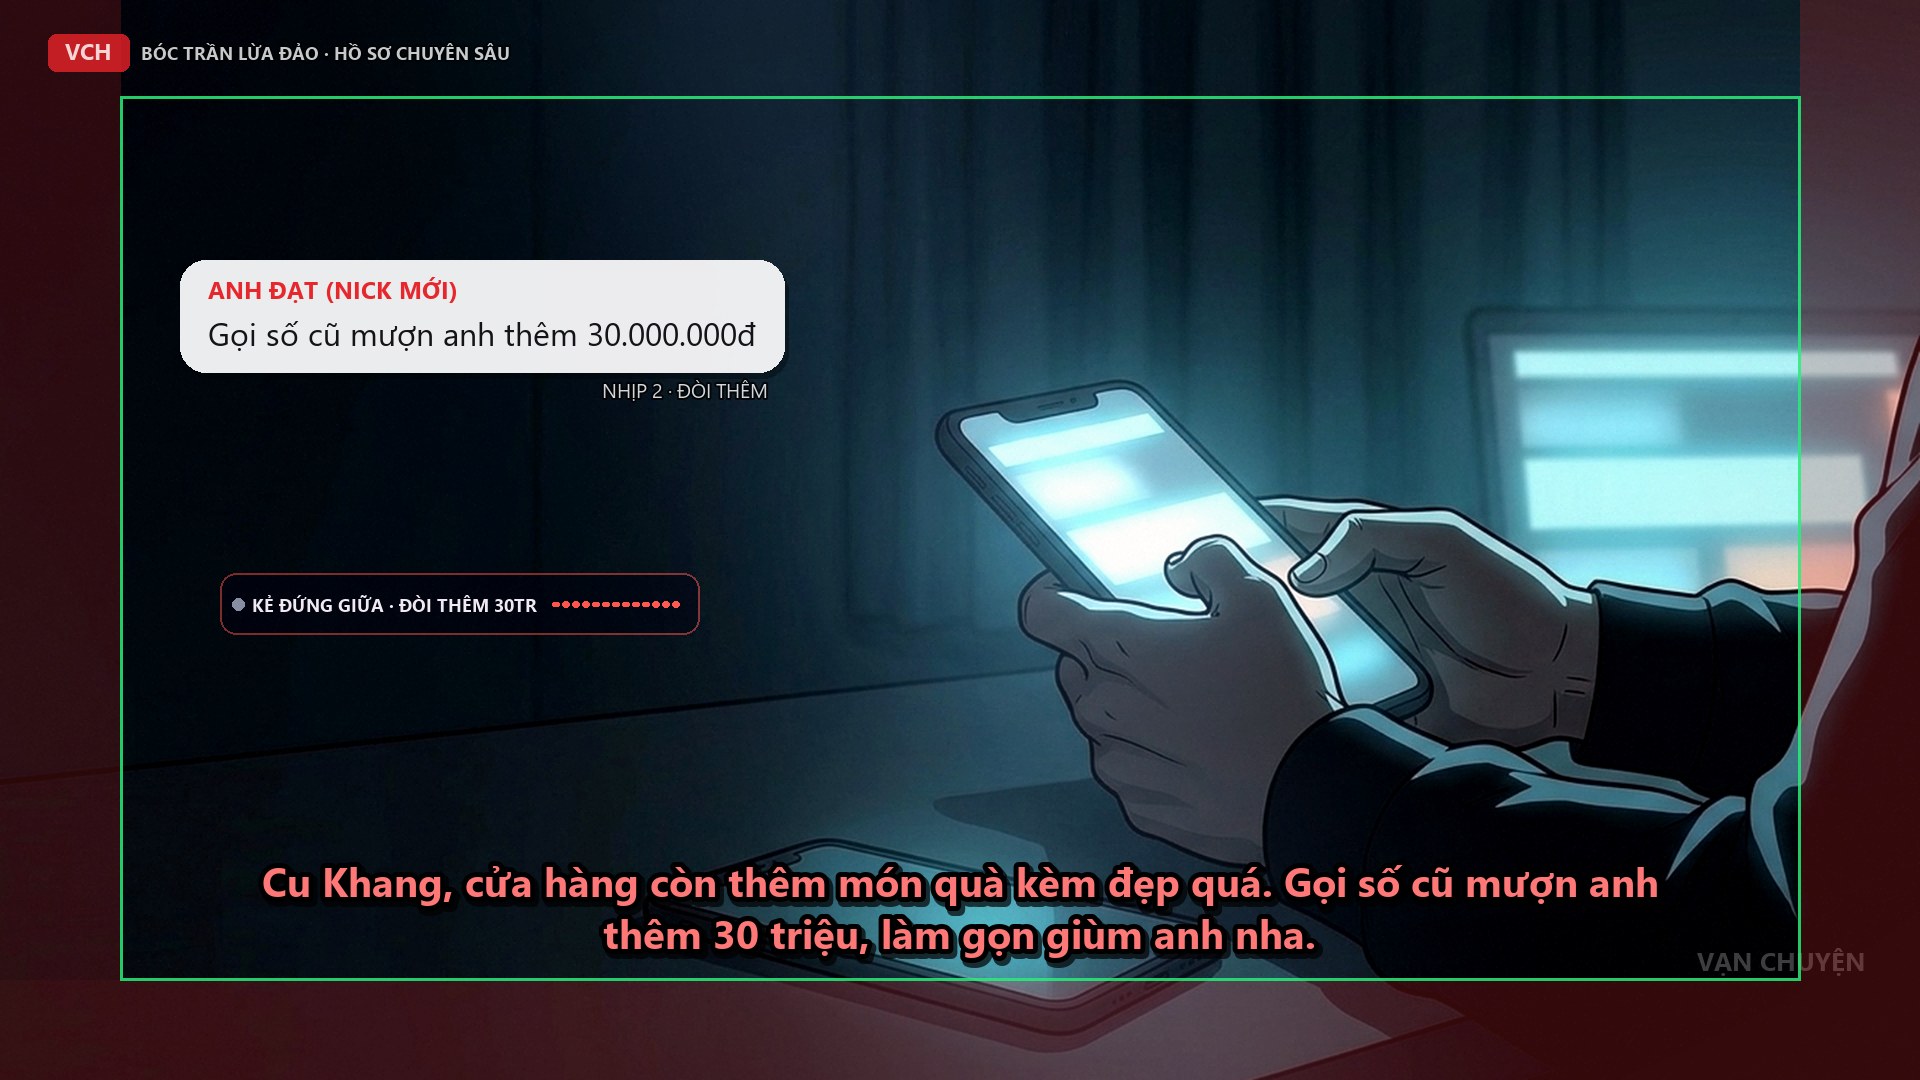 VCH BÓC TRẦN LỪA ĐẢO · HỒ SƠ CHUYÊN SÂU
ANH ĐẠT (NICK MỚI)
Gọi số cũ mượn anh thêm 30.000.000đ
NHỊP 2 · ĐÒI THÊM
KẺ ĐỨNG GIỮA · ĐÒI THÊM 30TR
Cu Khang, cửa hàng còn thêm món quà kèm đẹp quá. Gọi số cũ mượn anh
thêm 30 triệu, làm gọn giùm anh nha.
VẠN CHUYỆN